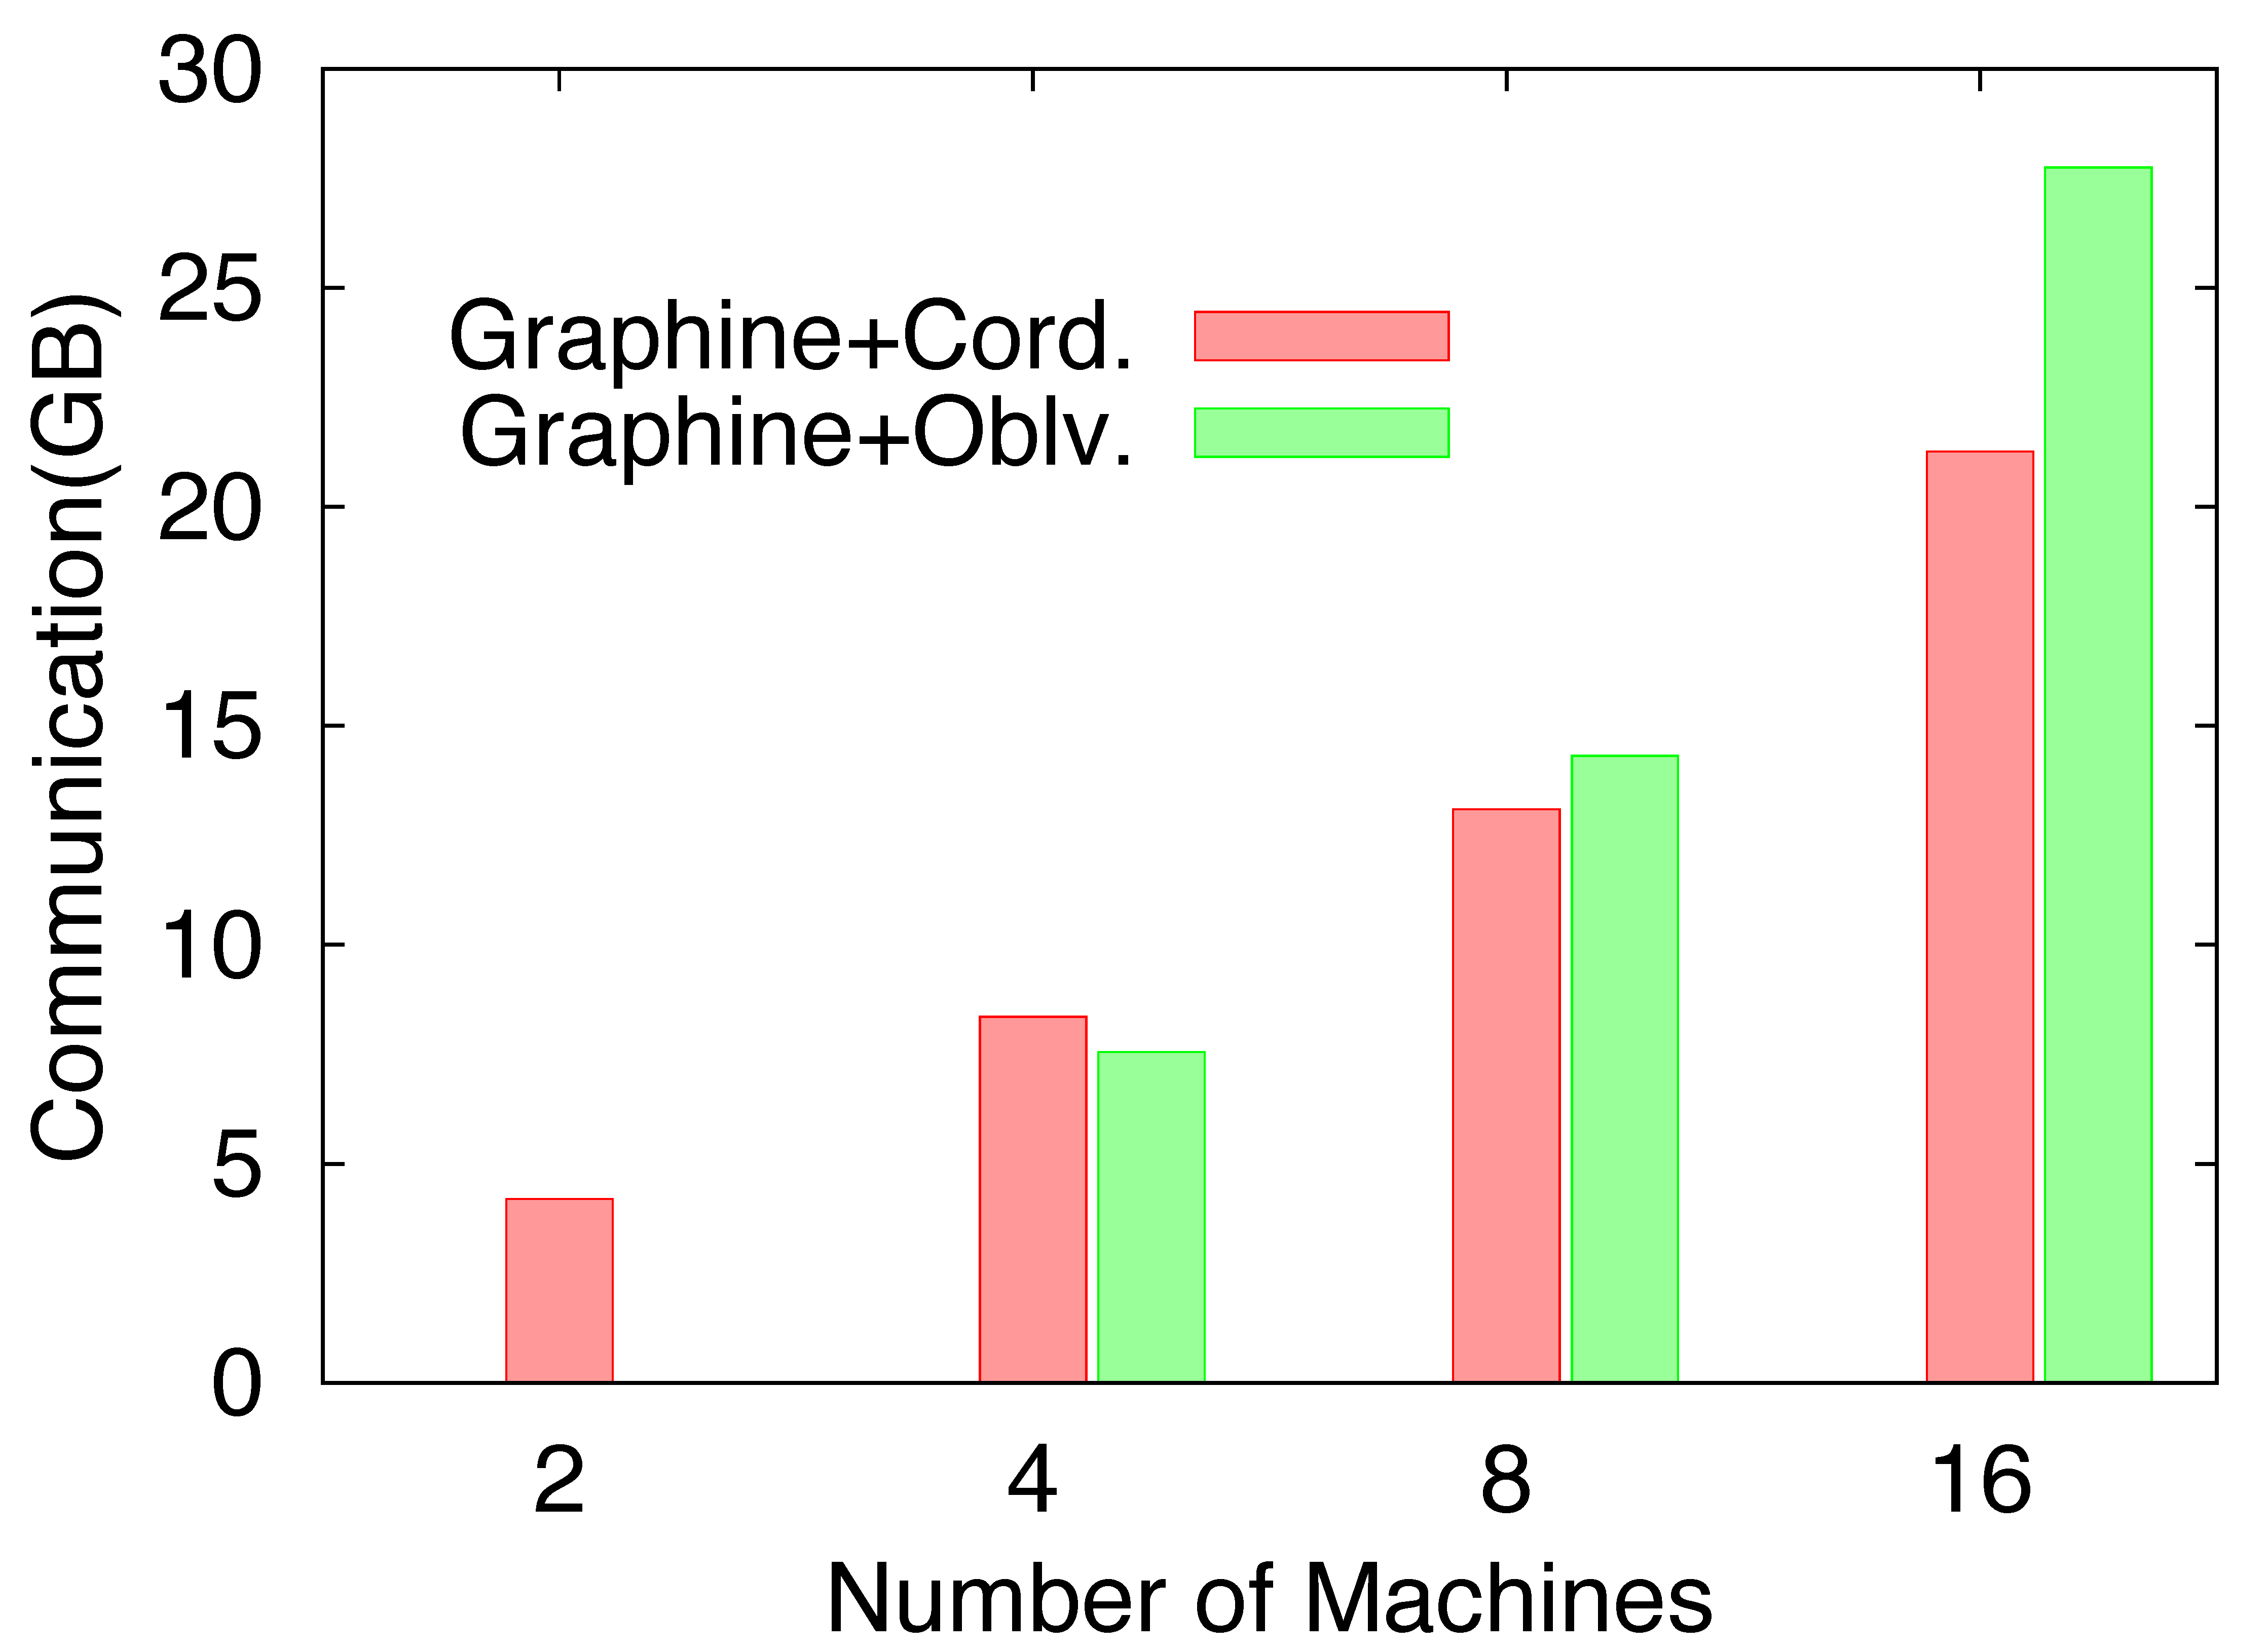 30
25
20
15
10
5
0
Communication(GB)
Graphine+Cord.
Graphine+Oblv.
2 4 8 16
Number of Machines